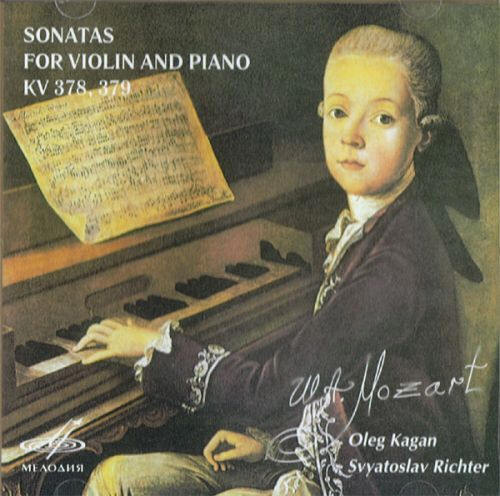 SONATAS
FOR VIOLIN AND PIANO
KV 378, 379
W. A. Mozart
Oleg Kagan
Svyatoslav Richter
МЕЛОДИЯ